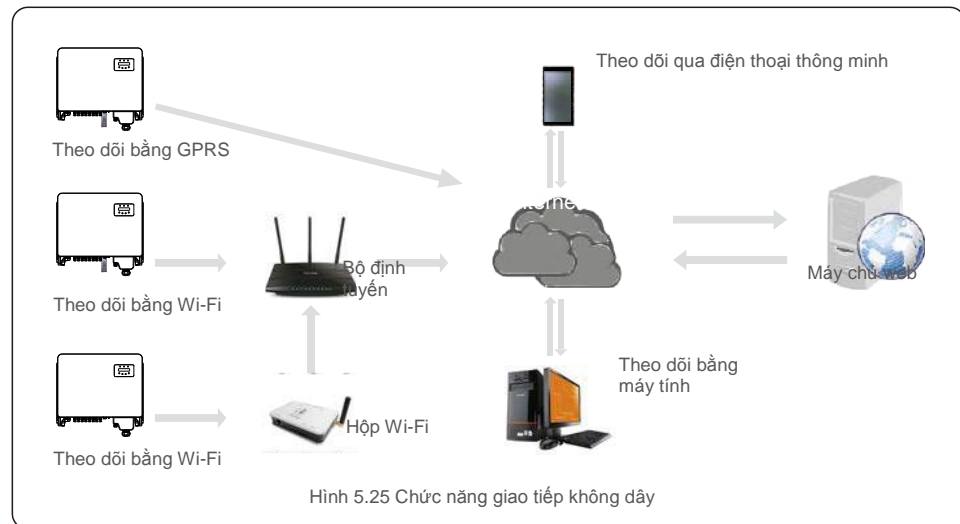 Theo dõi qua điện thoại thông minh
Theo dõi bằng GPRS
Internet
Bộ định
tuyến
Máy chủ web
Theo dõi bằng Wi-Fi
Theo dõi bằng
máy tính
Hộp Wi-Fi
Theo dõi bằng Wi-Fi
Hình 5.25 Chức năng giao tiếp không dây